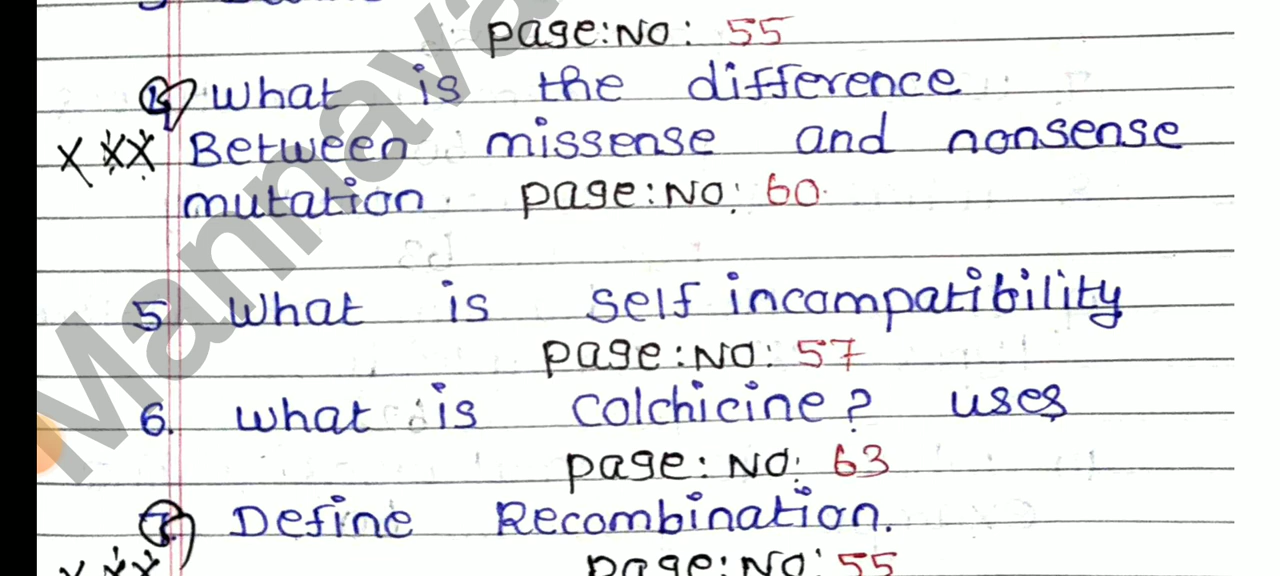 page:No: 55
4) What is the difference
xxx Between missense and nonsense
mutation. page:No: 60.
5) What is self incompatibility
page:No: 57
6. What is colchicine? uses
page: No: 63
7. Define Recombination.
xxx page: No: 55
Mannava